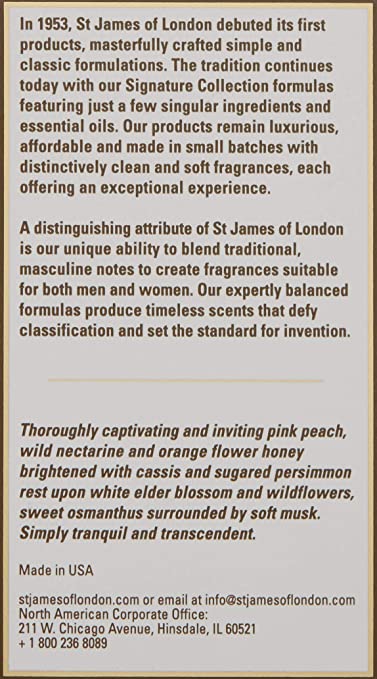 In 1953, St James of London debuted its first
products, masterfully crafted simple and
classic formulations. The tradition continues
today with our Signature Collection formulas
featuring just a few singular ingredients and
essential oils. Our products remain luxurious,
affordable and made in small batches with
distinctively clean and soft fragrances, each
offering an exceptional experience.
A distinguishing attribute of St James of London
is our unique ability to blend traditional,
masculine notes to create fragrances suitable
for both men and women. Our expertly balanced
formulas produce timeless scents that defy
classification and set the standard for invention.
Thoroughly captivating and inviting pink peach,
wild nectarine and orange flower honey
brightened with cassis and sugared persimmon
rest upon white elder blossom and wildflowers,
sweet osmanthus surrounded by soft musk.
Simply tranquil and transcendent.
Made in USA
stjamesoflondon.com or email at info@stjamesoflondon.com
North American Corporate Office:
211 W. Chicago Avenue, Hinsdale, IL 60521
+ 1 800 236 8089